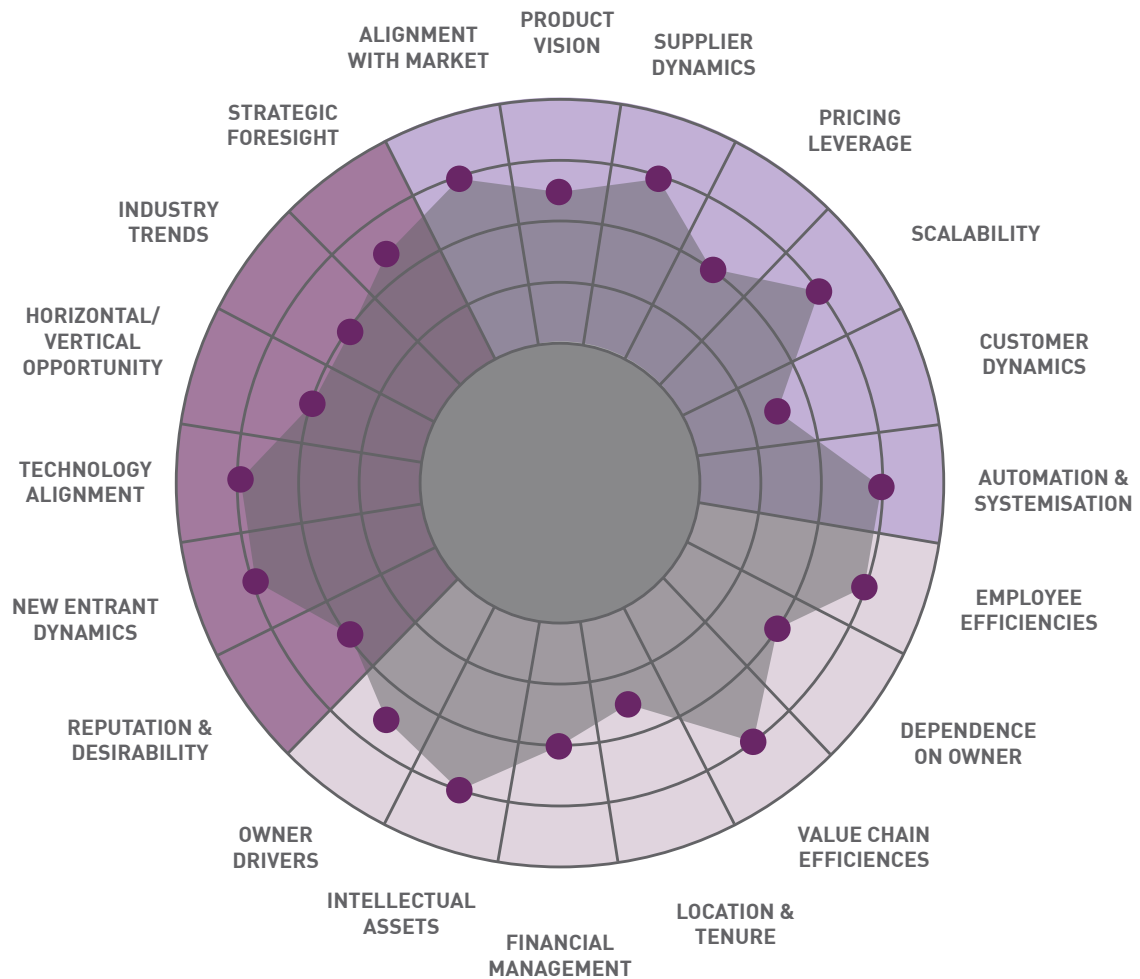 PRODUCT
VISION
SUPPLIER
DYNAMICS
PRICING
LEVERAGE
SCALABILITY
CUSTOMER
DYNAMICS
AUTOMATION &
SYSTEMISATION
EMPLOYEE
EFFICIENCIES
DEPENDENCE
ON OWNER
VALUE CHAIN
EFFICIENCES
LOCATION &
TENURE
FINANCIAL
MANAGEMENT
INTELLECTUAL
ASSETS
OWNER
DRIVERS
REPUTATION &
DESIRABILITY
NEW ENTRANT
DYNAMICS
TECHNOLOGY
ALIGNMENT
HORIZONTAL/
VERTICAL
OPPORTUNITY
INDUSTRY
TRENDS
STRATEGIC
FORESIGHT
ALIGNMENT
WITH MARKET